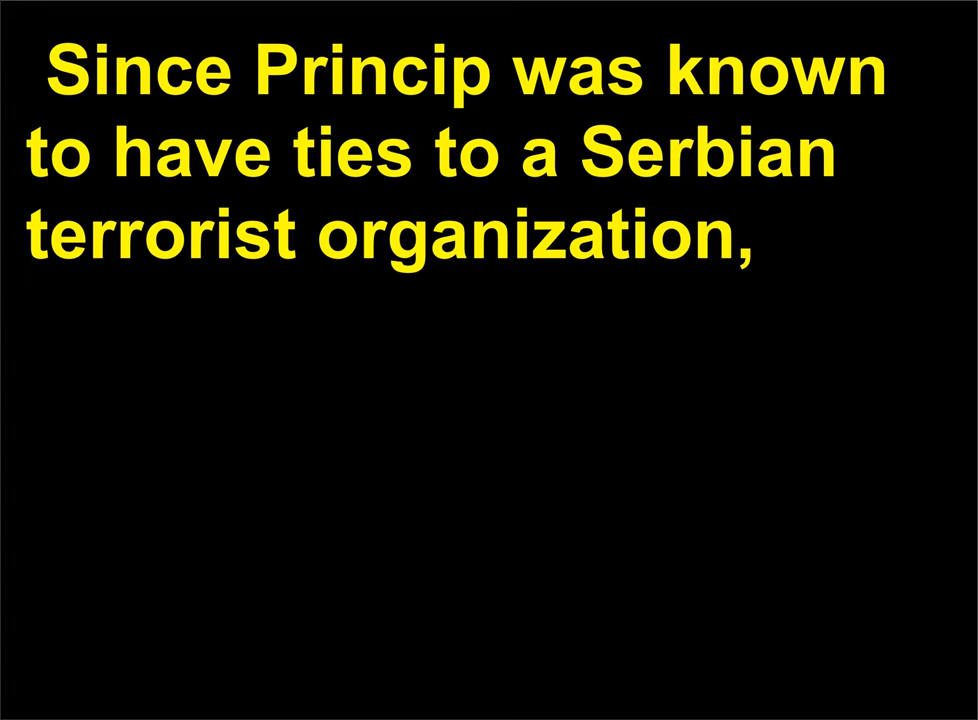 Since Princip was known
to have ties to a Serbian
terrorist organization,